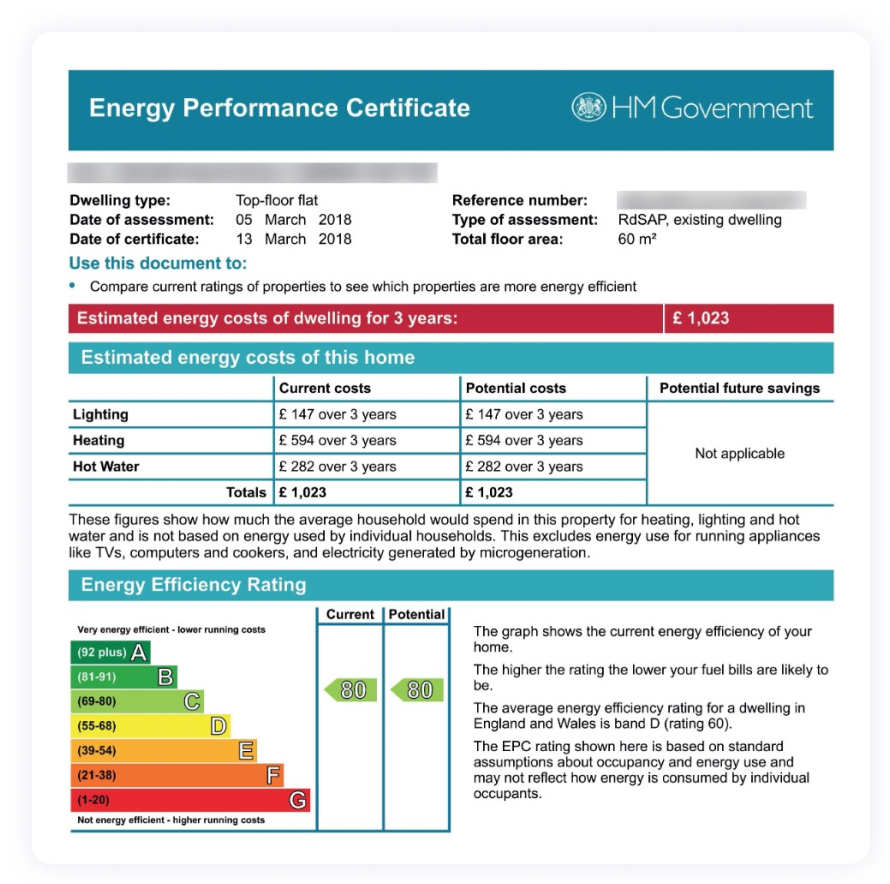 Energy Performance Certificate
HM Government
Dwelling type: Top-floor flat
Date of assessment: 05 March 2018
Date of certificate: 13 March 2018
Reference number:
Type of assessment: RdSAP, existing dwelling
Total floor area: 60 m²
Use this document to:
• Compare current ratings of properties to see which properties are more energy efficient
Estimated energy costs of dwelling for 3 years: £ 1,023
Estimated energy costs of this home
Current costs Potential costs Potential future savings
Lighting £ 147 over 3 years £ 147 over 3 years
Heating £ 594 over 3 years £ 594 over 3 years
Not applicable
Hot Water £ 282 over 3 years £ 282 over 3 years
Totals £ 1,023 £ 1,023
These figures show how much the average household would spend in this property for heating, lighting and hot
water and is not based on energy used by individual households. This excludes energy use for running appliances
like TVs, computers and cookers, and electricity generated by microgeneration.
Energy Efficiency Rating
Current Potential
Very energy efficient - lower running costs
(92 plus) A
(81-91) B
(69-80) C
(55-68) D
(39-54) E
(21-38) F
(1-20) G
Not energy efficient - higher running costs
80 80
The graph shows the current energy efficiency of your
home.
The higher the rating the lower your fuel bills are likely to
be.
The average energy efficiency rating for a dwelling in
England and Wales is band D (rating 60).
The EPC rating shown here is based on standard
assumptions about occupancy and energy use and
may not reflect how energy is consumed by individual
occupants.